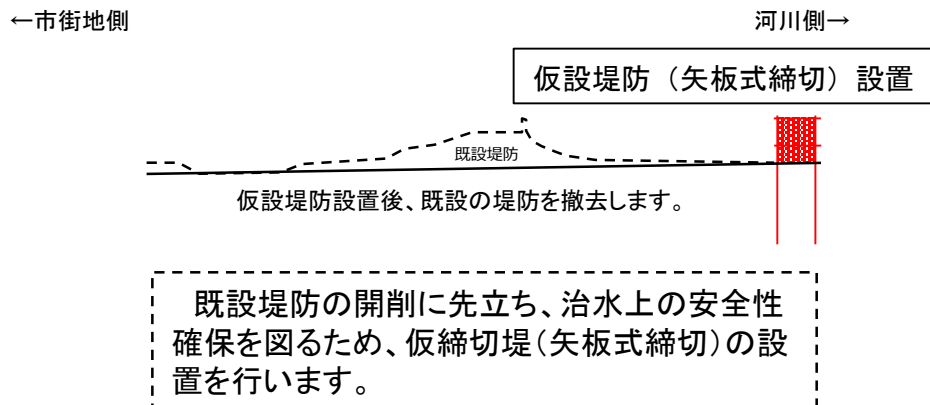 ←市街地側
河川側→
仮設堤防（矢板式締切）設置
既設堤防
仮設堤防設置後、既設の堤防を撤去します。
既設堤防の開削に先立ち、治水上の安全性
確保を図るため、仮締切堤（矢板式締切）の設
置を行います。